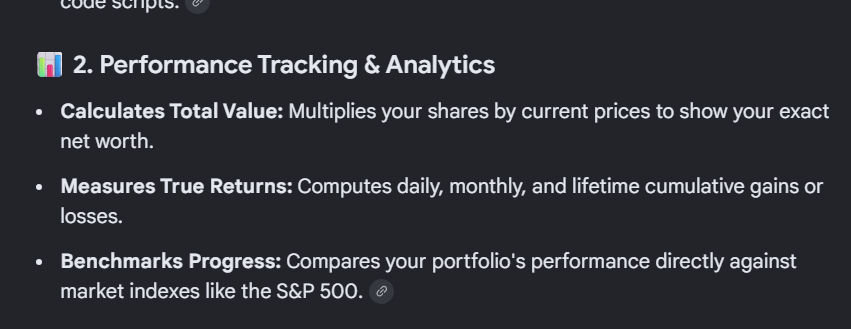 code scripts.
📊 2. Performance Tracking & Analytics
• Calculates Total Value: Multiplies your shares by current prices to show your exact
net worth.
• Measures True Returns: Computes daily, monthly, and lifetime cumulative gains or
losses.
• Benchmarks Progress: Compares your portfolio's performance directly against
market indexes like the S&P 500.